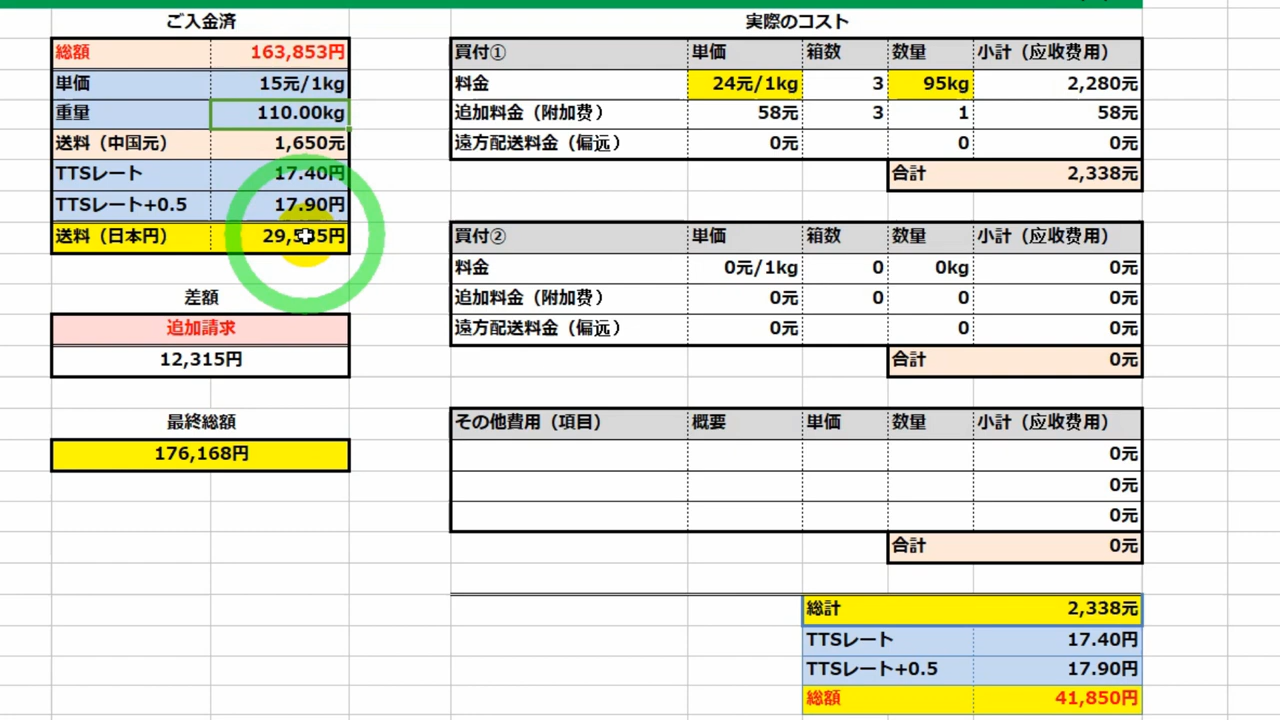 ご入金済
総額 163,853円
単価 15元/1kg
重量 110.00kg
送料（中国元） 1,650元
TTSレート 17.40円
TTSレート+0.5 17.90円
送料（日本円）
差額
追加請求
12,315円
最終総額
176,168円
実際のコスト
買付① 単価 箱数 数量 小計（应收费用）
料金 24元/1kg 3 95kg 2,280元
追加料金（附加费） 58元 3 1 58元
遠方配送料金（偏远） 0元 0 0元
合計 2,338元
買付② 単価 箱数 数量 小計（应收费用）
料金 0元/1kg 0 0kg 0元
追加料金（附加费） 0元 0 0 0元
遠方配送料金（偏远） 0元 0 0元
合計 0元
その他費用（項目） 概要 単価 数量 小計（应收费用）
0元
0元
0元
合計 0元
総計 2,338元
TTSレート 17.40円
TTSレート+0.5 17.90円
総額 41,850円